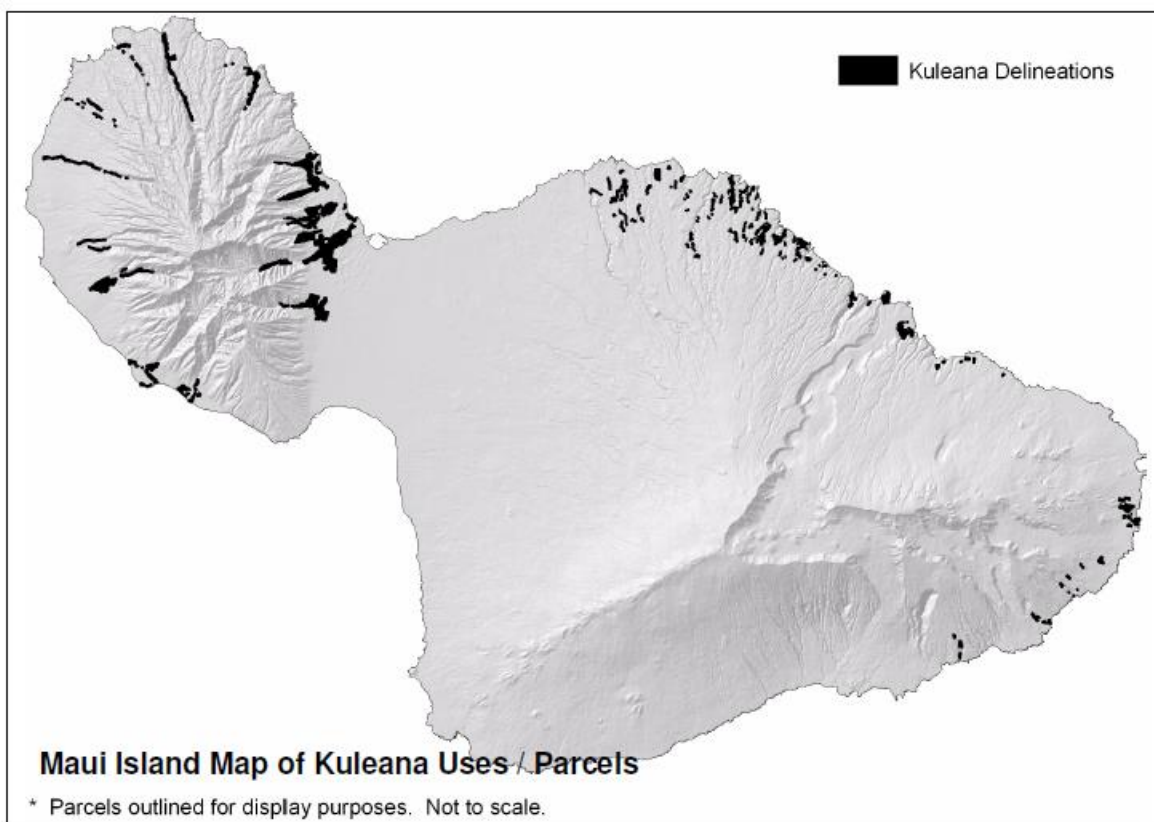 Kuleana Delineations
Maui Island Map of Kuleana Uses / Parcels
* Parcels outlined for display purposes. Not to scale.